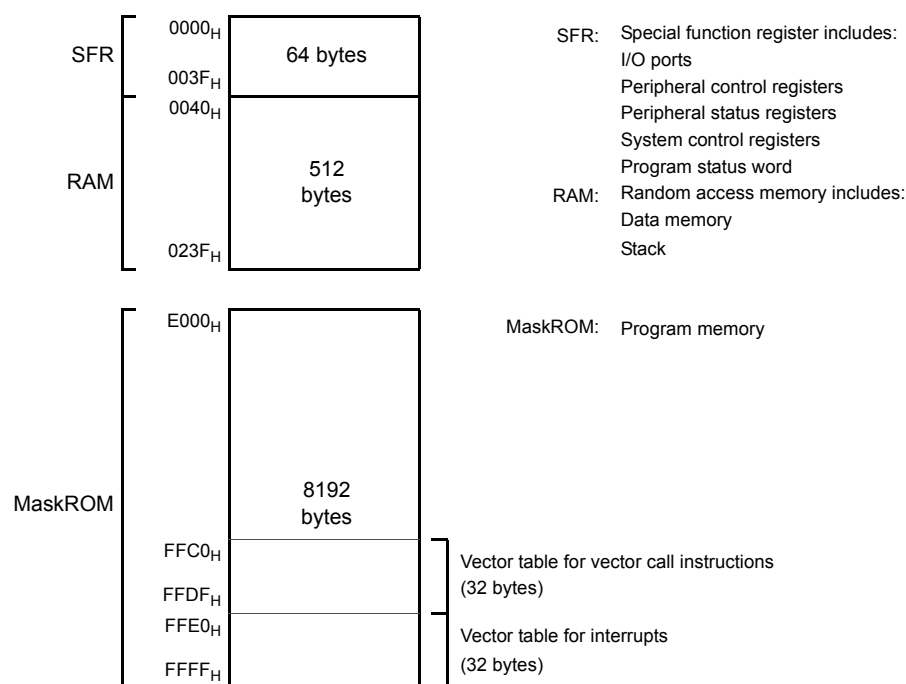 SFR
0000H
64 bytes
003FH
RAM
0040H
512
bytes
023FH
SFR: Special function register includes:
I/O ports
Peripheral control registers
Peripheral status registers
System control registers
Program status word
RAM: Random access memory includes:
Data memory
Stack
MaskROM
E000H
8192
bytes
FFC0H
FFDFH
FFE0H
FFFFH
MaskROM: Program memory
Vector table for vector call instructions
(32 bytes)
Vector table for interrupts
(32 bytes)